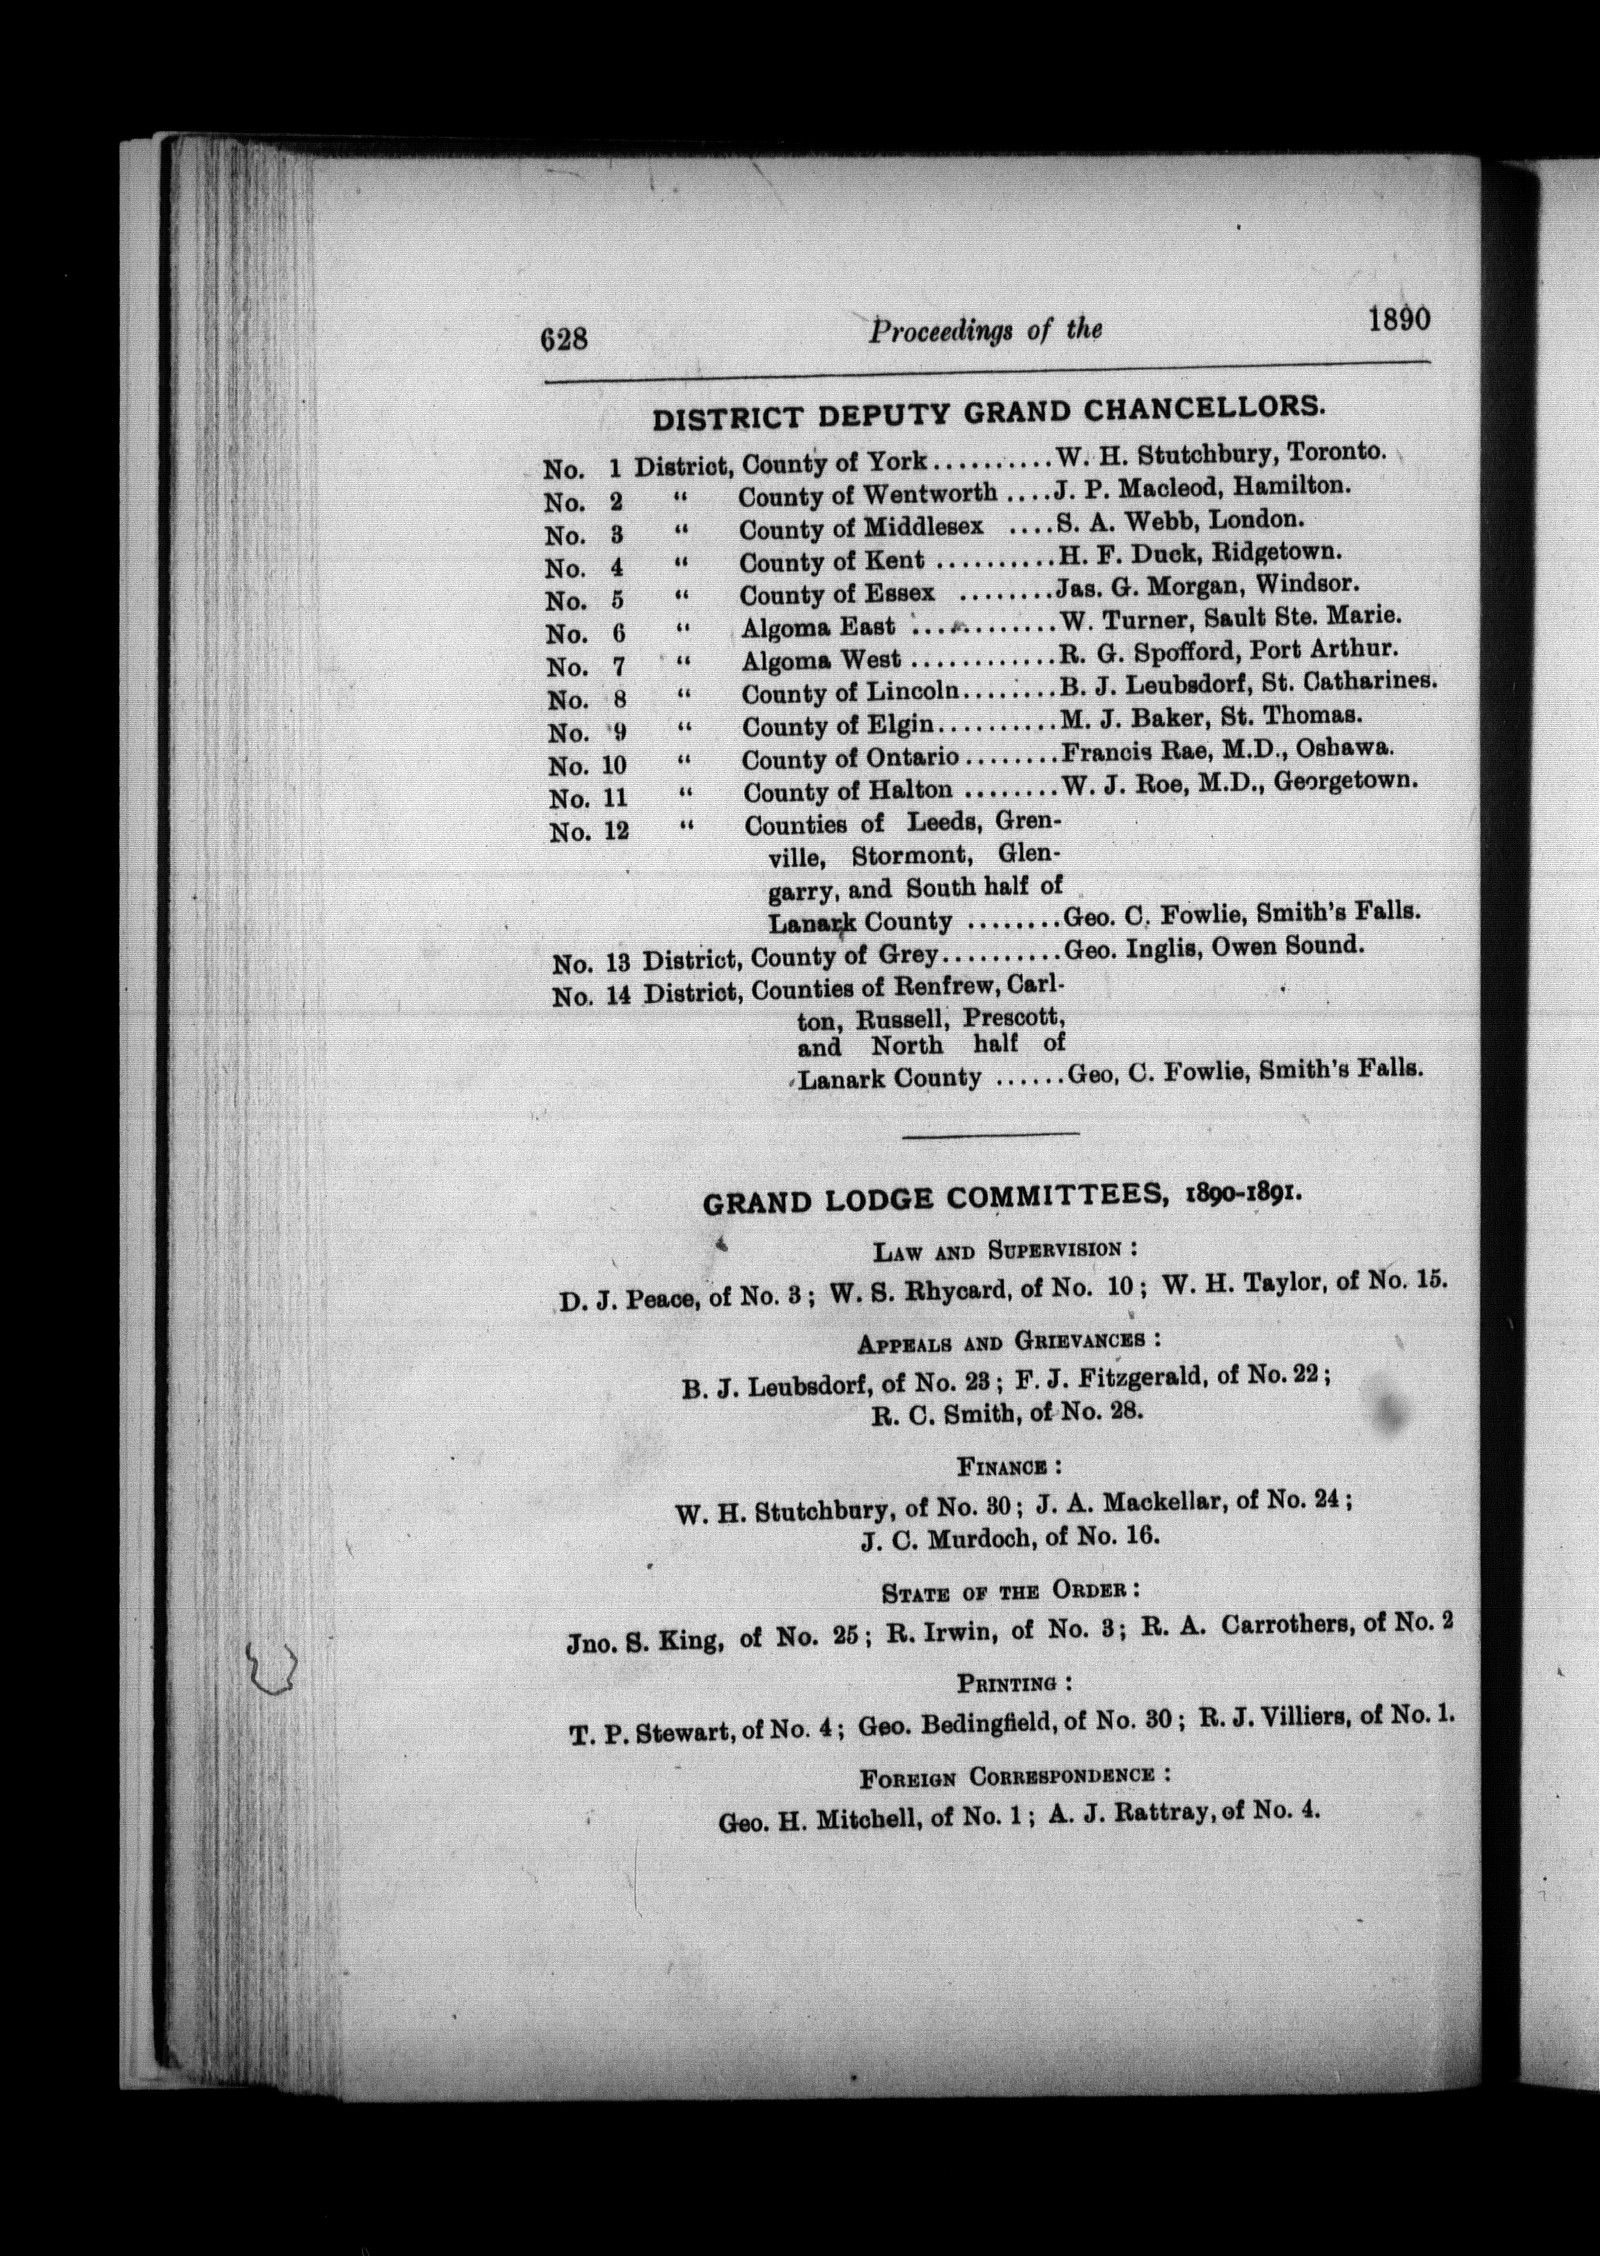 628 Proceedings of the 1890
DISTRICT DEPUTY GRAND CHANCELLORS.
No. 1 District, County of York..........W. H. Stutchbury, Toronto.
No. 2 “ County of Wentworth ....J. P. Macleod, Hamilton.
No. 3 “ County of Middlesex ....S. A. Webb, London.
No. 4 “ County of Kent ..........H. F. Duck, Ridgetown.
No. 5 “ County of Essex ........Jas. G. Morgan, Windsor.
No. 6 “ Algoma East ............W. Turner, Sault Ste. Marie.
No. 7 “ Algoma West ............R. G. Spofford, Port Arthur.
No. 8 “ County of Lincoln........B. J. Leubsdorf, St. Catharines.
No. 9 “ County of Elgin..........M. J. Baker, St. Thomas.
No. 10 “ County of Ontario ........Francis Rae, M.D., Oshawa.
No. 11 “ County of Halton ........W. J. Roe, M.D., Georgetown.
No. 12 “ Counties of Leeds, Gren-
ville, Stormont, Glen-
garry, and South half of
Lanark County ........Geo. C. Fowlie, Smith's Falls.
No. 13 District, County of Grey..........Geo. Inglis, Owen Sound.
No. 14 District, Counties of Renfrew, Carl-
ton, Russell, Prescott,
and North half of
Lanark County ......Geo, C. Fowlie, Smith's Falls.
GRAND LODGE COMMITTEES, 1890-1891.
LAW AND SUPERVISION :
D. J. Peace, of No. 3 ; W. S. Rhycard, of No. 10 ; W. H. Taylor, of No. 15.
APPEALS AND GRIEVANCES :
B. J. Leubsdorf, of No. 23 ; F. J. Fitzgerald, of No. 22 ;
R. C. Smith, of No. 28.
FINANCE :
W. H. Stutchbury, of No. 30 ; J. A. Mackellar, of No. 24 ;
J. C. Murdoch, of No. 16.
STATE OF THE ORDER :
Jno. S. King, of No. 25 ; R. Irwin, of No. 3 ; R. A. Carrothers, of No. 2
PRINTING :
T. P. Stewart, of No. 4 ; Geo. Bedingfield, of No. 30 ; R. J. Villiers, of No. 1.
FOREIGN CORRESPONDENCE :
Geo. H. Mitchell, of No. 1 ; A. J. Rattray, of No. 4.